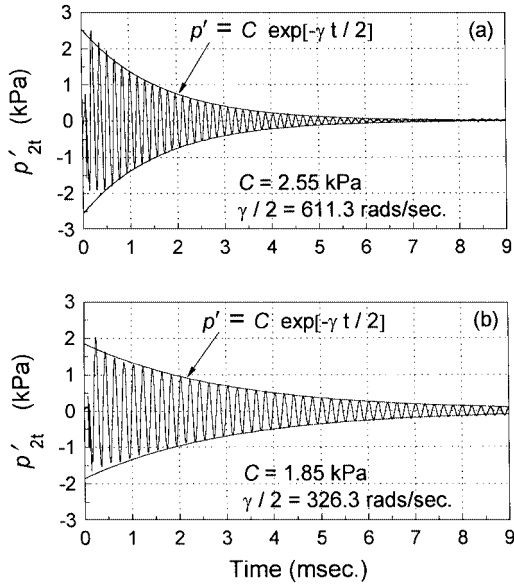 3
2
1
0
-1
-2
-3
p′2t (kPa)
p′ = C exp[-γ t / 2]
(a)
C = 2.55 kPa
γ / 2 = 611.3 rads/sec.
0 1 2 3 4 5 6 7 8 9
3
2
1
0
-1
-2
-3
p′2t (kPa)
p′ = C exp[-γ t / 2]
(b)
C = 1.85 kPa
γ / 2 = 326.3 rads/sec.
0 1 2 3 4 5 6 7 8 9
Time (msec.)